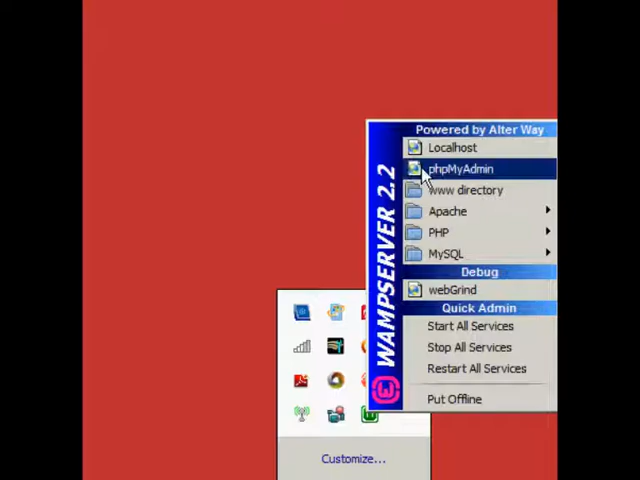 Powered by Alter Way
Localhost
phpMyAdmin
www directory
Apache
PHP
MySQL
Debug
webGrind
Quick Admin
Start All Services
Stop All Services
Restart All Services
Put Offline
WAMPSERVER 2.2
Customize...